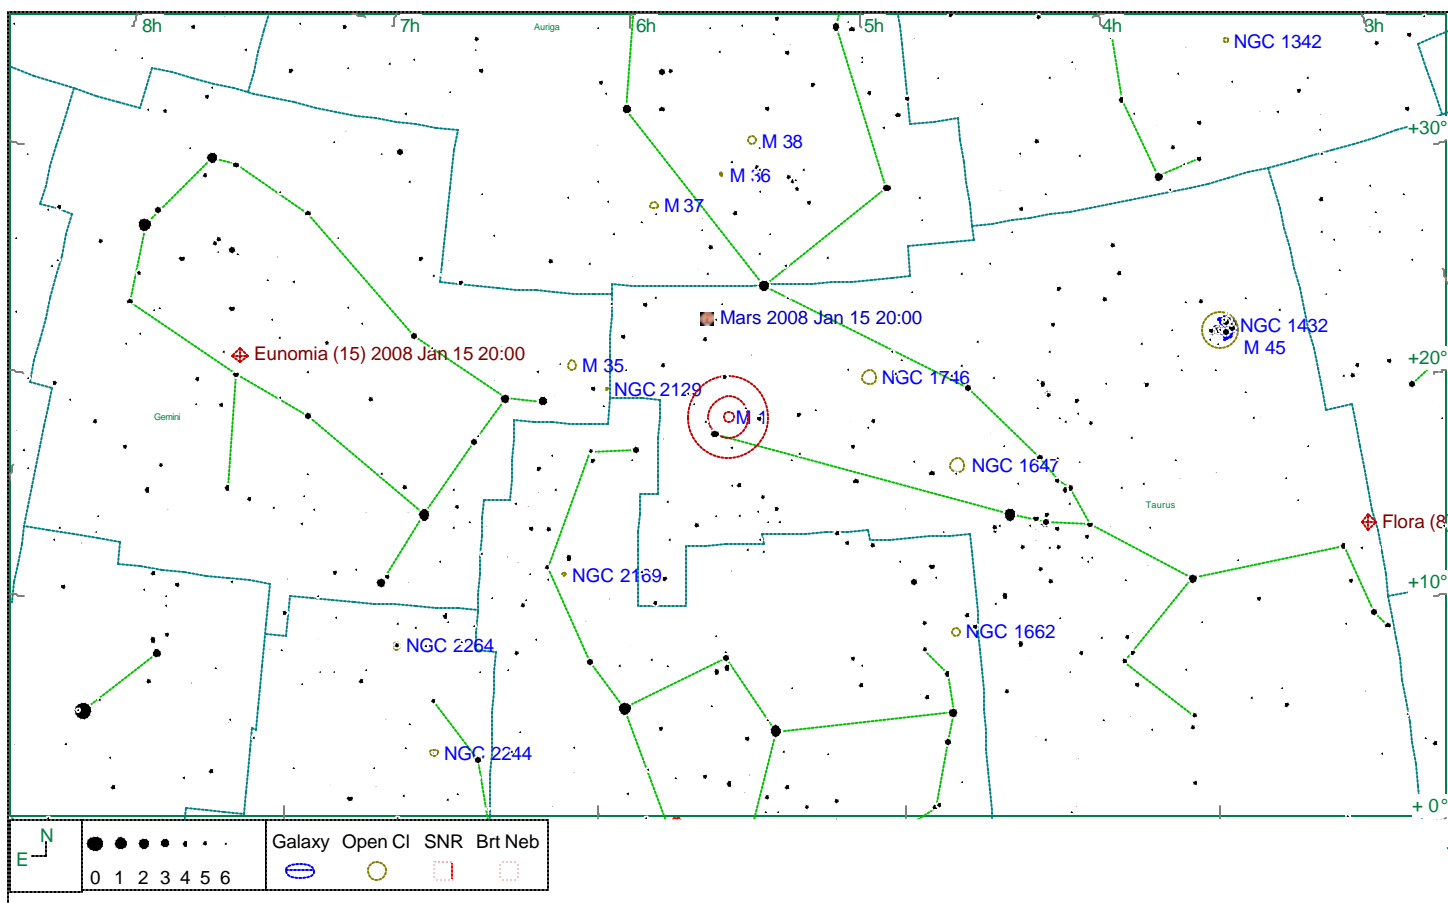 8h 7h 6h 5h 4h 3h
Auriga
NGC 1342
+30°
M 38
M 36
M 37
Mars 2008 Jan 15 20:00
NGC 1432
M 45
Eunomia (15) 2008 Jan 15 20:00
M 35
NGC 1746
+20°
NGC 2129
Gemini
M 1
NGC 1647
Taurus
Flora (8
NGC 2169
+10°
NGC 1662
NGC 2264
NGC 2244
+ 0°
N
E
0 1 2 3 4 5 6
Galaxy Open Cl SNR Brt Neb